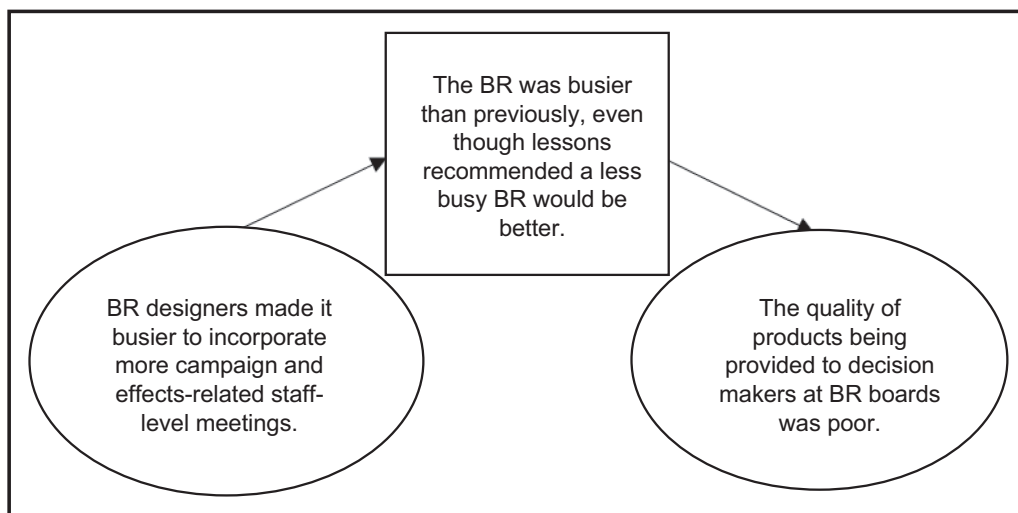 The BR was busier
than previously, even
though lessons
recommended a less
busy BR would be
better.
BR designers made it
busier to incorporate
more campaign and
effects-related staff-
level meetings.
The quality of
products being
provided to decision
makers at BR boards
was poor.